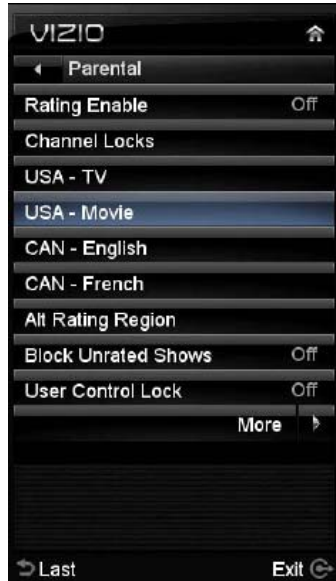 VIZIO
Parental
Rating Enable Off
Channel Locks
USA - TV
USA - Movie
CAN - English
CAN - French
Alt Rating Region
Block Unrated Shows Off
User Control Lock Off
More
Last Exit